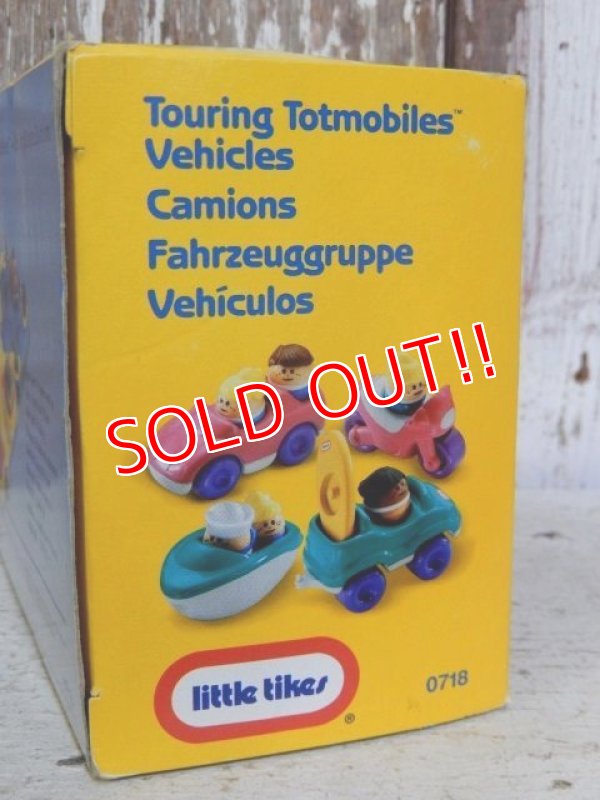 Touring Totmobiles™
Vehicles
Camions
Fahrzeuggruppe
Vehículos
SOLD OUT!!
little tikes®
0718